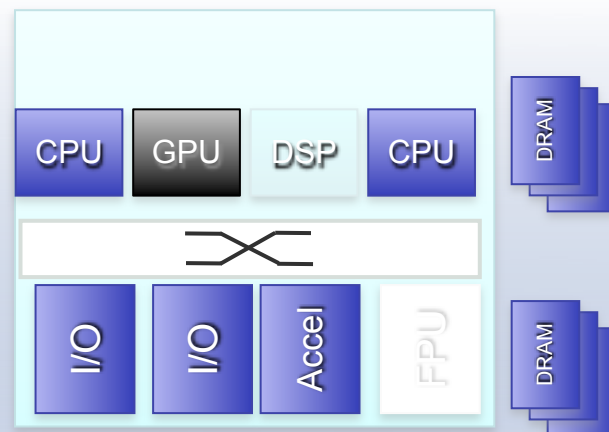 CPU
GPU
DSP
CPU
DRAM
I/O
I/O
Accel
FPU
DRAM